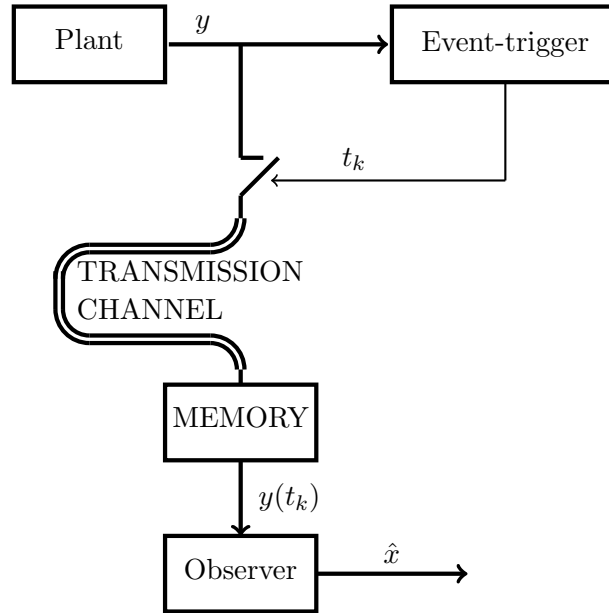 Plant
y
Event-trigger
t_k
TRANSMISSION
CHANNEL
MEMORY
y(t_k)
Observer
x̂